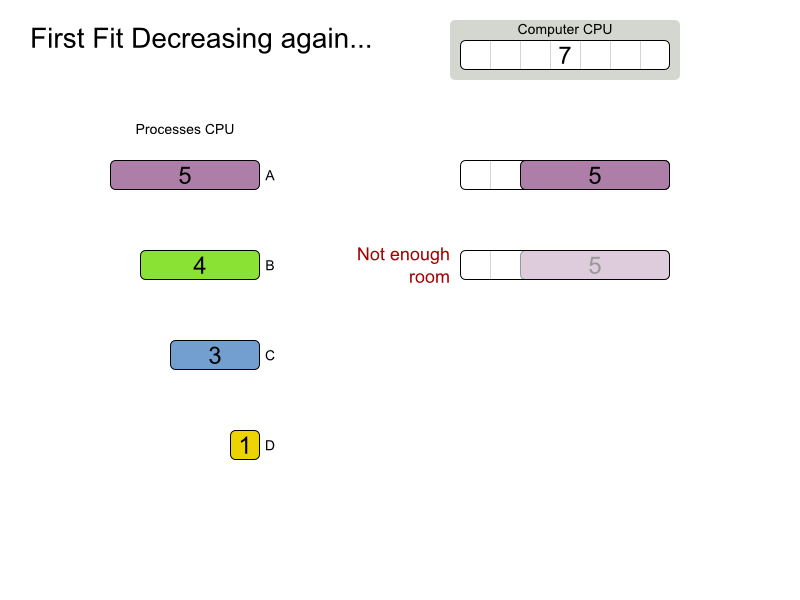 First Fit Decreasing again...
Computer CPU
7
Processes CPU
5 A 5
4 B Not enough room 5
3 C
1 D